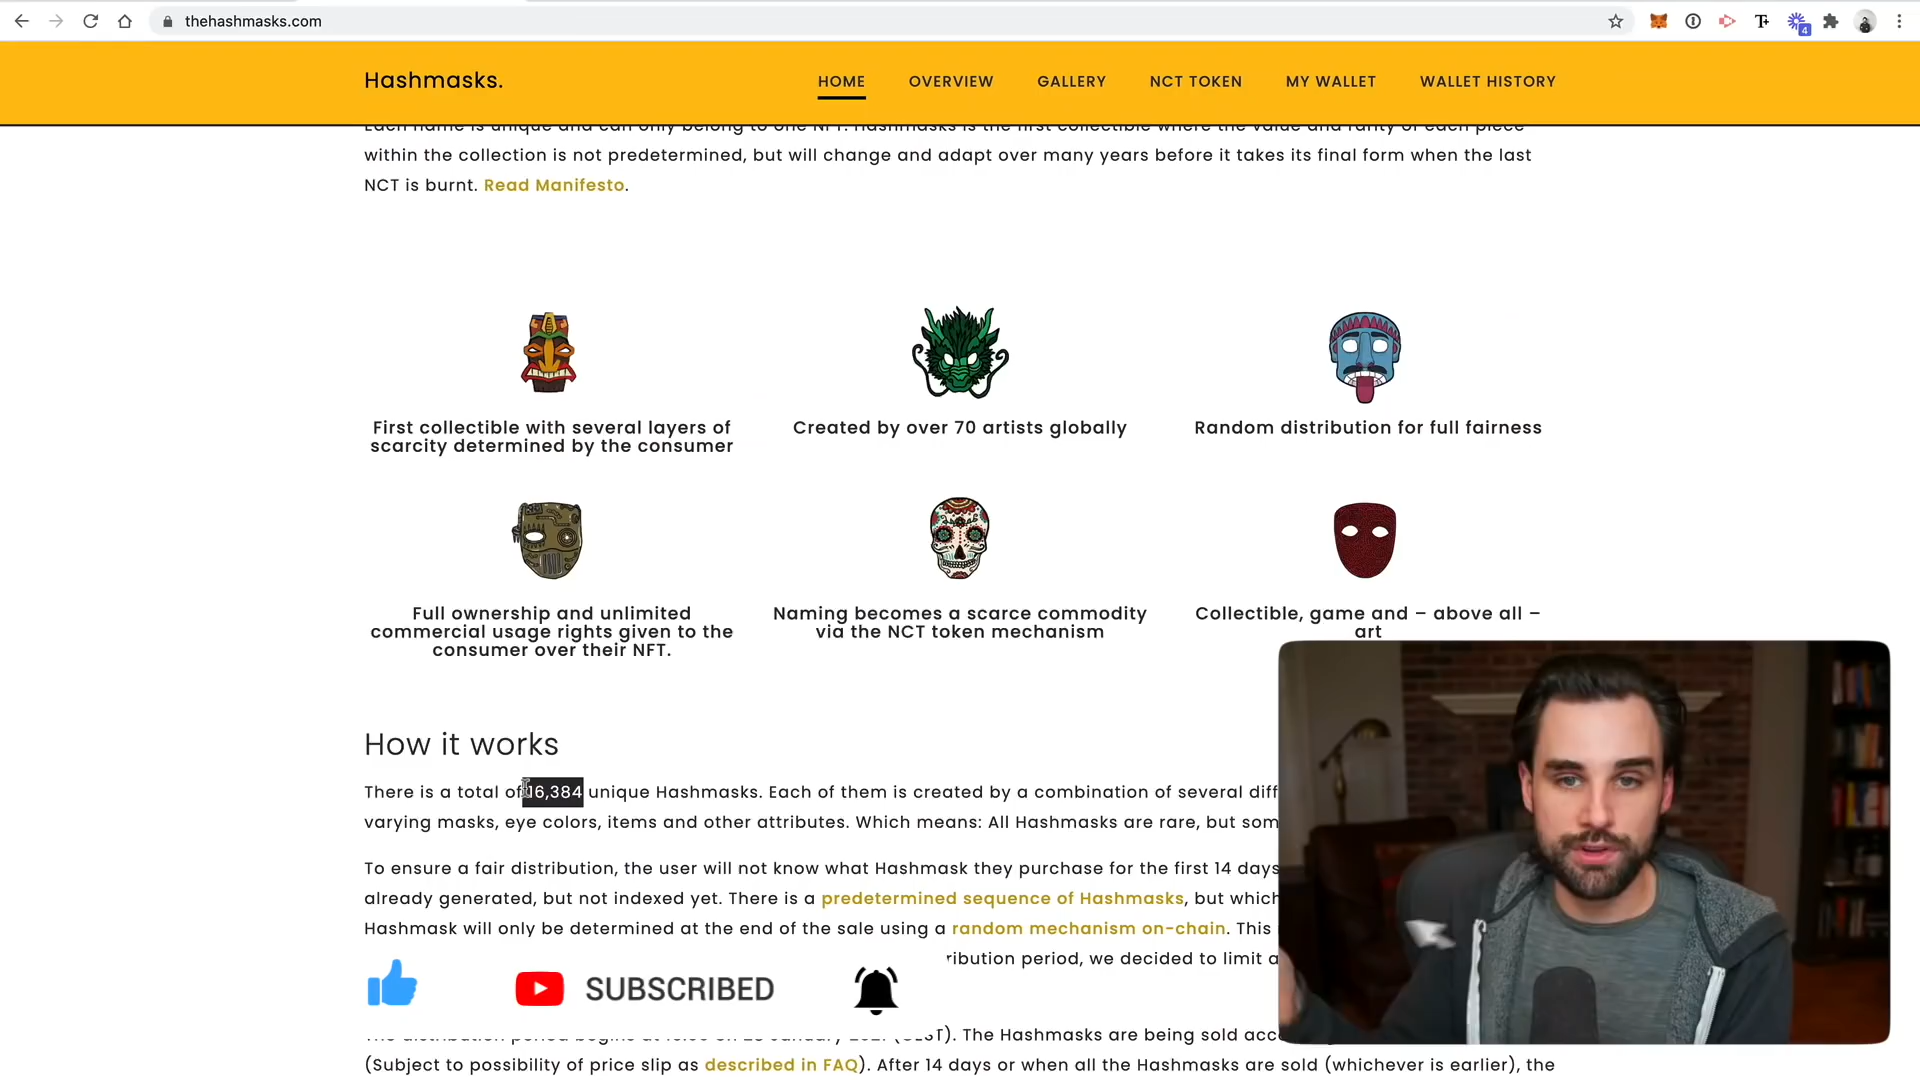 thehashmasks.com
4
Hashmasks.
HOME OVERVIEW GALLERY NCT TOKEN MY WALLET WALLET HISTORY
Each name is unique and can only belong to one NFT. Hashmasks is the first collectible where the value and rarity of each piece
within the collection is not predetermined, but will change and adapt over many years before it takes its final form when the last
NCT is burnt. Read Manifesto.
First collectible with several layers of
scarcity determined by the consumer
Created by over 70 artists globally
Random distribution for full fairness
Full ownership and unlimited
commercial usage rights given to the
consumer over their NFT.
Naming becomes a scarce commodity
via the NCT token mechanism
Collectible, game and – above all –
art
How it works
There is a total of 16,384 unique Hashmasks. Each of them is created by a combination of several diff
varying masks, eye colors, items and other attributes. Which means: All Hashmasks are rare, but som
To ensure a fair distribution, the user will not know what Hashmask they purchase for the first 14 days
already generated, but not indexed yet. There is a predetermined sequence of Hashmasks, but which
Hashmask will only be determined at the end of the sale using a random mechanism on-chain. This
ribution period, we decided to limit a
SUBSCRIBED
The distribution period begins at The Hashmasks are being sold acco
(Subject to possibility of price slip as described in FAQ). After 14 days or when all the Hashmasks are sold (whichever is earlier), the